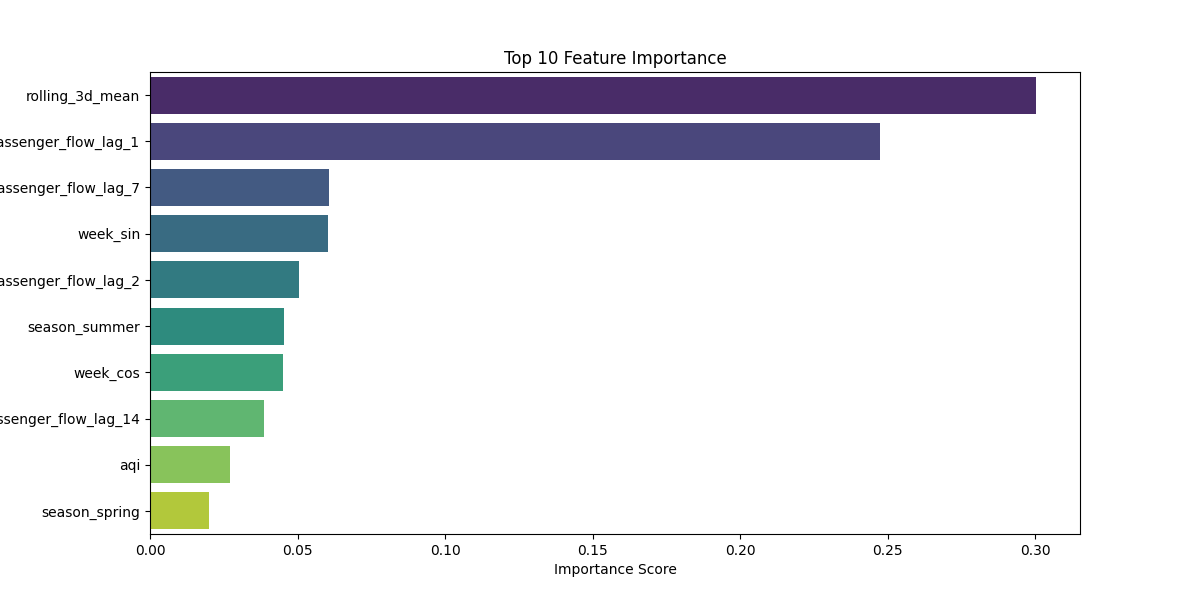 Top 10 Feature Importance
rolling_3d_mean
assenger_flow_lag_1
assenger_flow_lag_7
week_sin
assenger_flow_lag_2
season_summer
week_cos
ssenger_flow_lag_14
aqi
season_spring
0.00 0.05 0.10 0.15 0.20 0.25 0.30
Importance Score